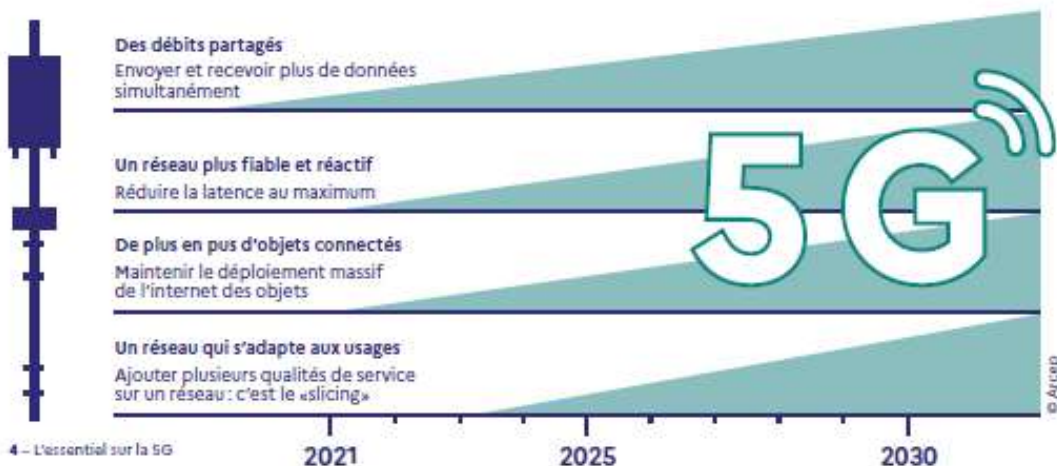 Des débits partagés
Envoyer et recevoir plus de données
simultanément
Un réseau plus fiable et réactif
Réduire la latence au maximum
De plus en pus d'objets connectés
Maintenir le déploiement massif
de l'internet des objets
Un réseau qui s'adapte aux usages
Ajouter plusieurs qualités de service
sur un réseau : c'est le «slicing»
5G
© Arcep
2021
2025
2030
4 – L'essentiel sur la 5G